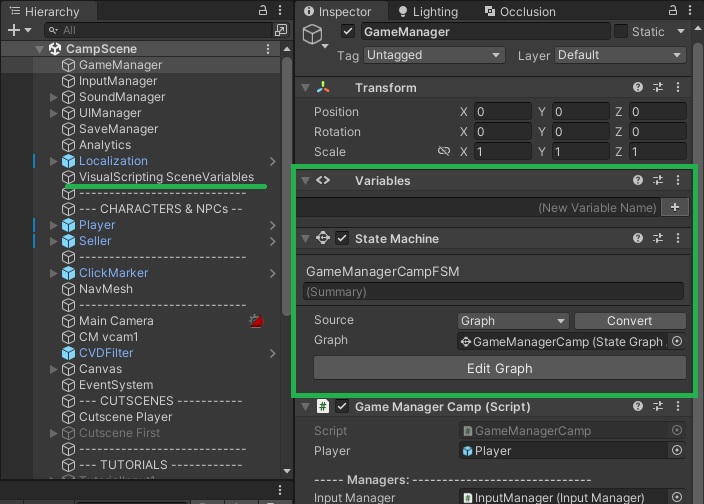 Hierarchy
All
CampScene
GameManager
InputManager
SoundManager
UIManager
SaveManager
Analytics
Localization
VisualScripting SceneVariables
----------------------------
--- CHARACTERS & NPCs --
Player
Seller
----------------------------
ClickMarker
NavMesh
----------------------------
Main Camera
CM vcam1
CVDFilter
Canvas
EventSystem
--- CUTSCENES -----------
Cutscene Player
Cutscene First
----------------------------
--- TUTORIALS -----------
TutorialInput1
Inspector
Lighting
Occlusion
GameManager
Static
Tag Untagged Layer Default
Transform
Position X 0 Y 0 Z 0
Rotation X 0 Y 0 Z 0
Scale X 1 Y 1 Z 1
Variables
(New Variable Name) +
State Machine
GameManagerCampFSM
(Summary)
Source Graph Convert
Graph GameManagerCamp (State Graph
Edit Graph
# Game Manager Camp (Script)
Script GameManagerCamp
Player Player
----- Managers: ------------------------------
Input Manager InputManager (Input Manager)